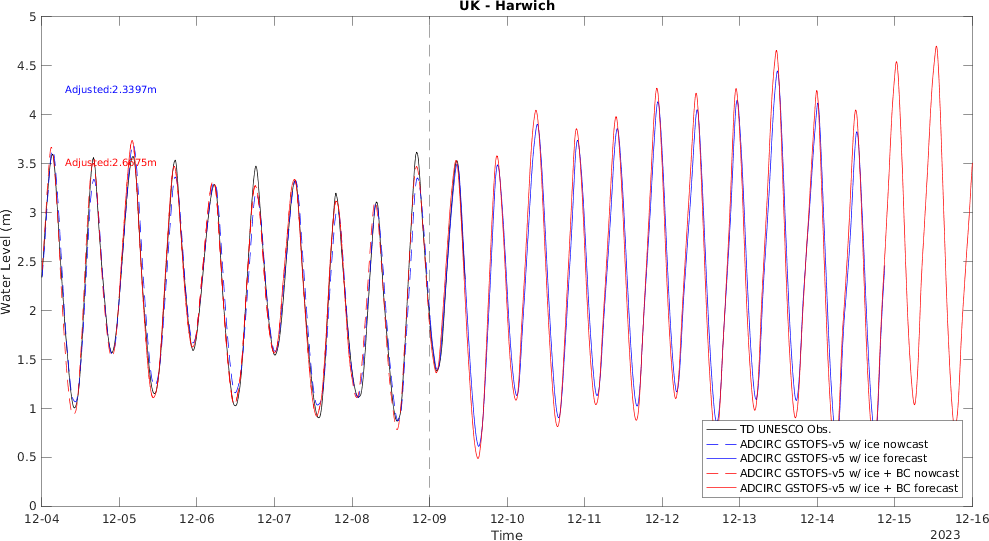 UK - Harwich
5
4.5
4
3.5
3
2.5
2
1.5
1
0.5
0
Water Level (m)
Adjusted:2.3397m
Adjusted:2.6675m
TD UNESCO Obs.
ADCIRC GSTOFS-v5 w/ ice nowcast
ADCIRC GSTOFS-v5 w/ ice forecast
ADCIRC GSTOFS-v5 w/ ice + BC nowcast
ADCIRC GSTOFS-v5 w/ ice + BC forecast
12-04 12-05 12-06 12-07 12-08 12-09 12-10 12-11 12-12 12-13 12-14 12-15 12-16
Time
2023